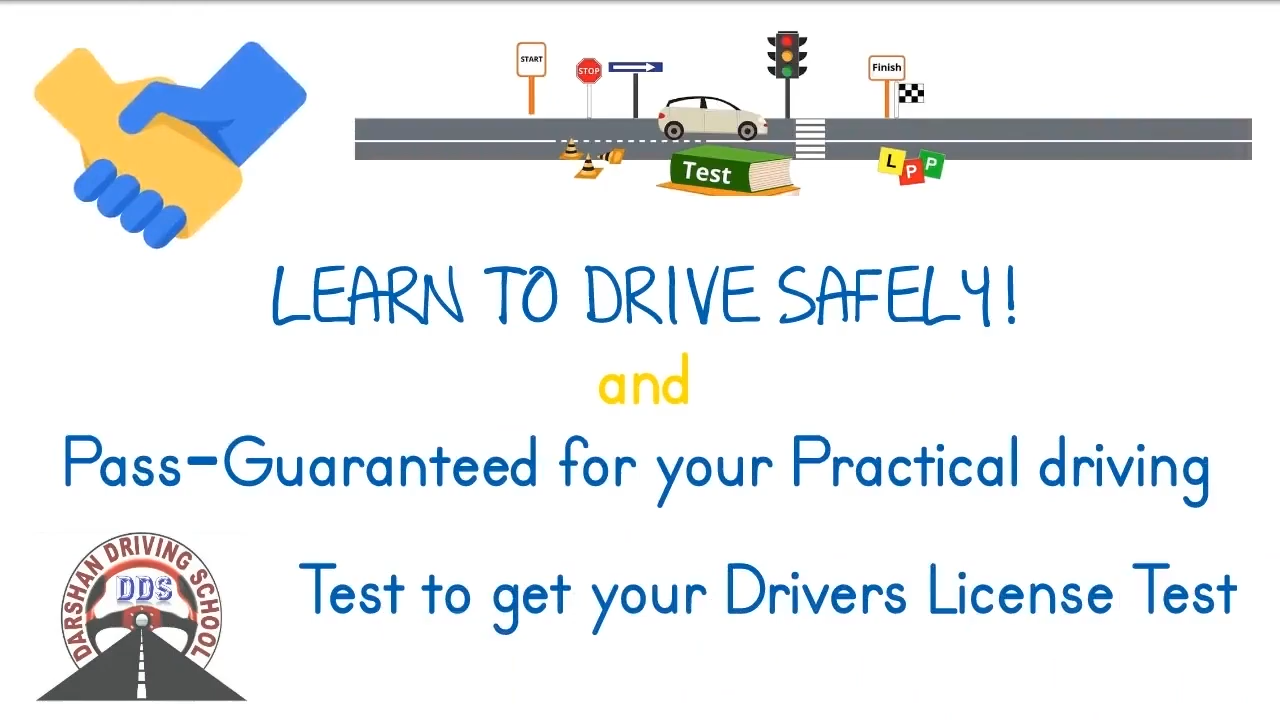 START
STOP
Finish
Test
L
P
P
LEARN TO DRIVE SAFELY!
and
Pass-Guaranteed for your Practical driving
Test to get your Drivers License Test
DARSHAN DRIVING SCHOOL
DDS